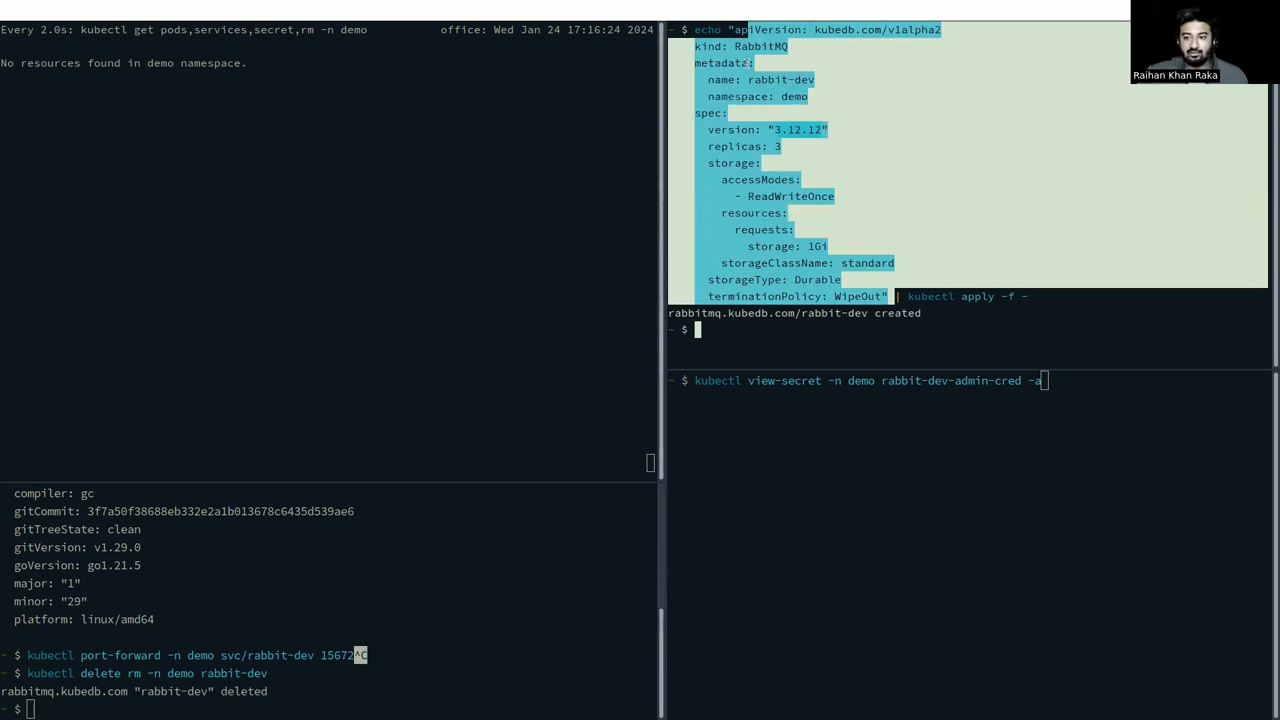 Every 2.0s: kubectl get pods,services,secret,rm -n demo office: Wed Jan 24 17:16:24 2024
No resources found in demo namespace.
compiler: gc
gitCommit: 3f7a50f38688eb332e2a1b013678c6435d539ae6
gitTreeState: clean
gitVersion: v1.29.0
goVersion: go1.21.5
major: "1"
minor: "29"
platform: linux/amd64
~ $ kubectl port-forward -n demo svc/rabbit-dev 15672^C
~ $ kubectl delete rm -n demo rabbit-dev
rabbitmq.kubedb.com "rabbit-dev" deleted
~ $
~ $ echo "apiVersion: kubedb.com/v1alpha2
kind: RabbitMQ
metadata:
name: rabbit-dev
namespace: demo
spec:
version: "3.12.12"
replicas: 3
storage:
accessModes:
- ReadWriteOnce
resources:
requests:
storage: 1Gi
storageClassName: standard
storageType: Durable
terminationPolicy: WipeOut" | kubectl apply -f -
rabbitmq.kubedb.com/rabbit-dev created
~ $
~ $ kubectl view-secret -n demo rabbit-dev-admin-cred -a
Raihan Khan Raka